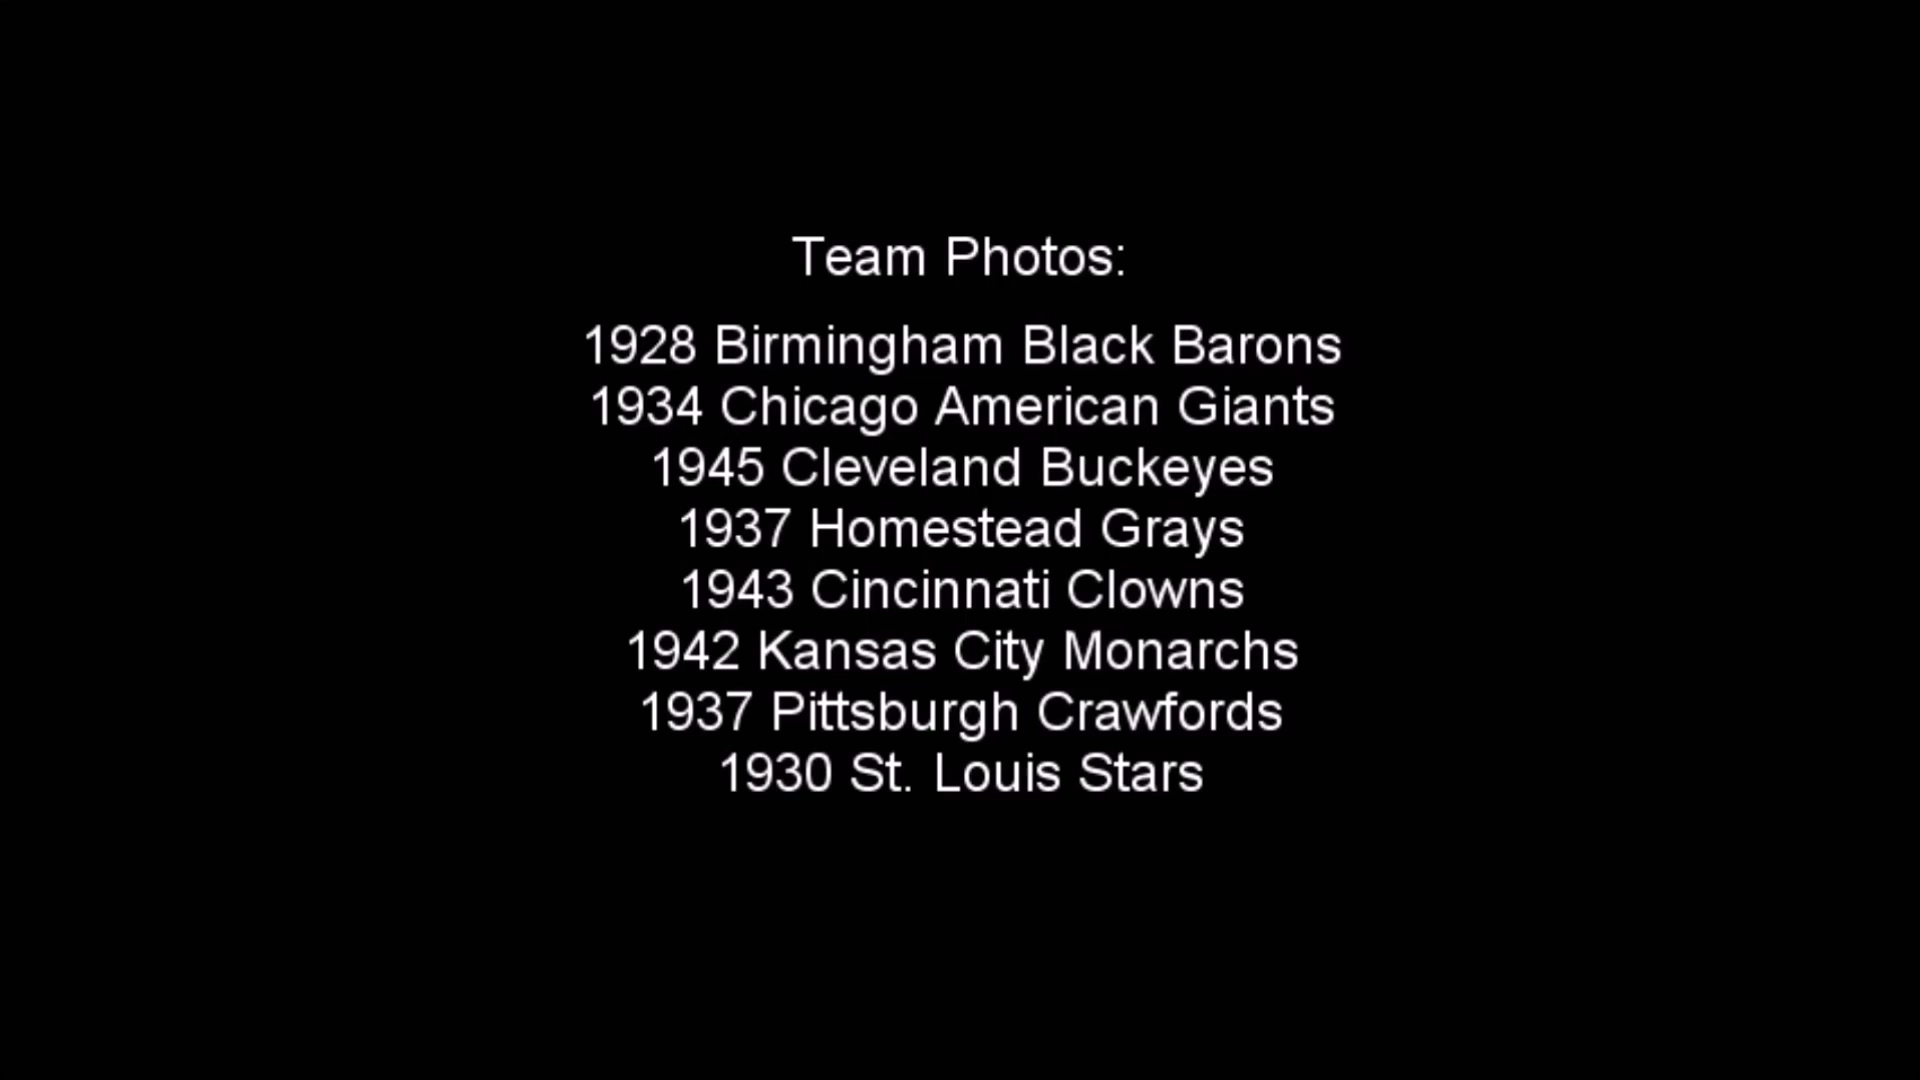 Team Photos:
1928 Birmingham Black Barons
1934 Chicago American Giants
1945 Cleveland Buckeyes
1937 Homestead Grays
1943 Cincinnati Clowns
1942 Kansas City Monarchs
1937 Pittsburgh Crawfords
1930 St. Louis Stars